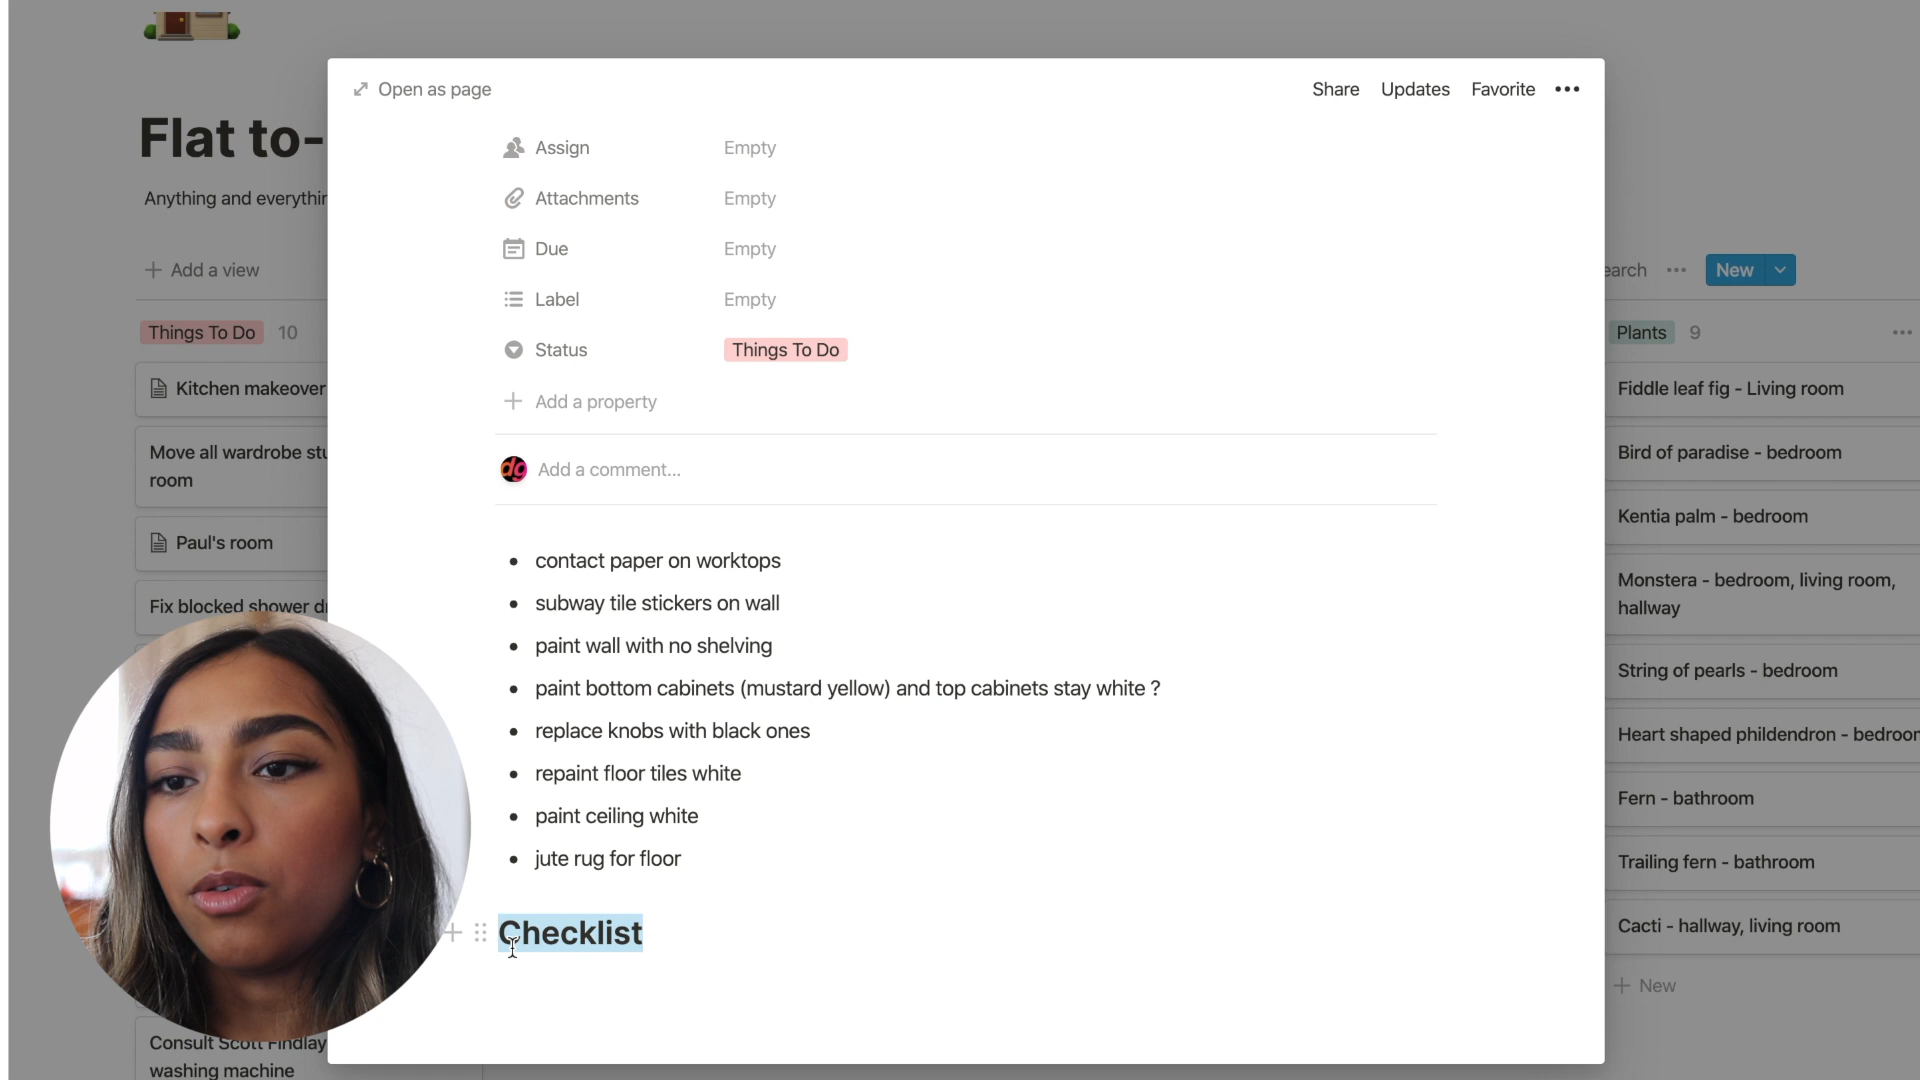 Open as page
Share
Updates
Favorite
Flat to-
Anything and everythin
Add a view
earch
New
Things To Do 10
Kitchen makeover
Move all wardrobe stu
room
Paul's room
Fix blocked shower dr
Consult Scott Findlay
washing machine
Assign Empty
Attachments Empty
Due Empty
Label Empty
Status Things To Do
Add a property
dg
Add a comment...
• contact paper on worktops
• subway tile stickers on wall
• paint wall with no shelving
• paint bottom cabinets (mustard yellow) and top cabinets stay white ?
• replace knobs with black ones
• repaint floor tiles white
• paint ceiling white
• jute rug for floor
Checklist
Plants 9
Fiddle leaf fig - Living room
Bird of paradise - bedroom
Kentia palm - bedroom
Monstera - bedroom, living room,
hallway
String of pearls - bedroom
Heart shaped phildendron - bedroor
Fern - bathroom
Trailing fern - bathroom
Cacti - hallway, living room
New